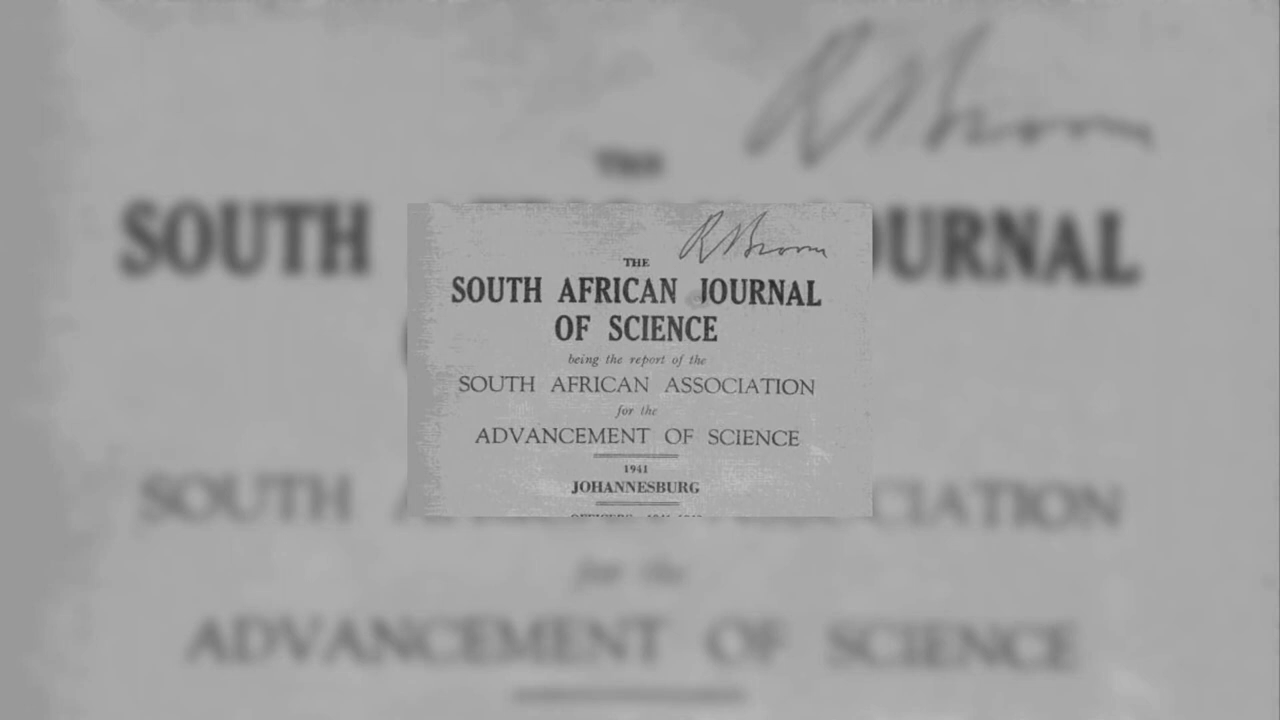 R Broom
THE
SOUTH AFRICAN JOURNAL
OF SCIENCE
being the report of the
SOUTH AFRICAN ASSOCIATION
for the
ADVANCEMENT OF SCIENCE
1941
JOHANNESBURG